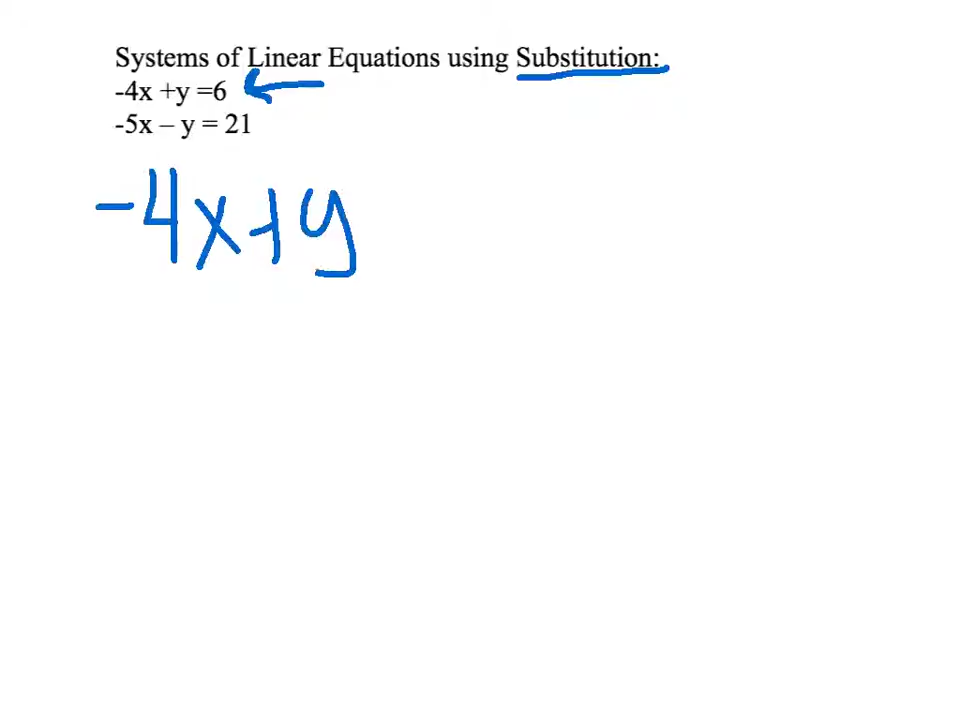 Systems of Linear Equations using Substitution:
-4x +y =6
-5x – y = 21
-4x+y